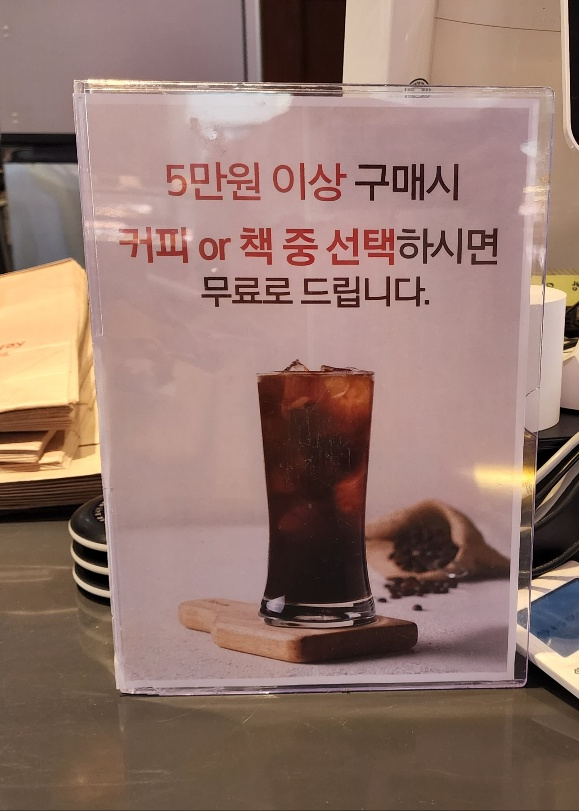 5만원 이상 구매시
커피 or 책 중 선택하시면
무료로 드립니다.